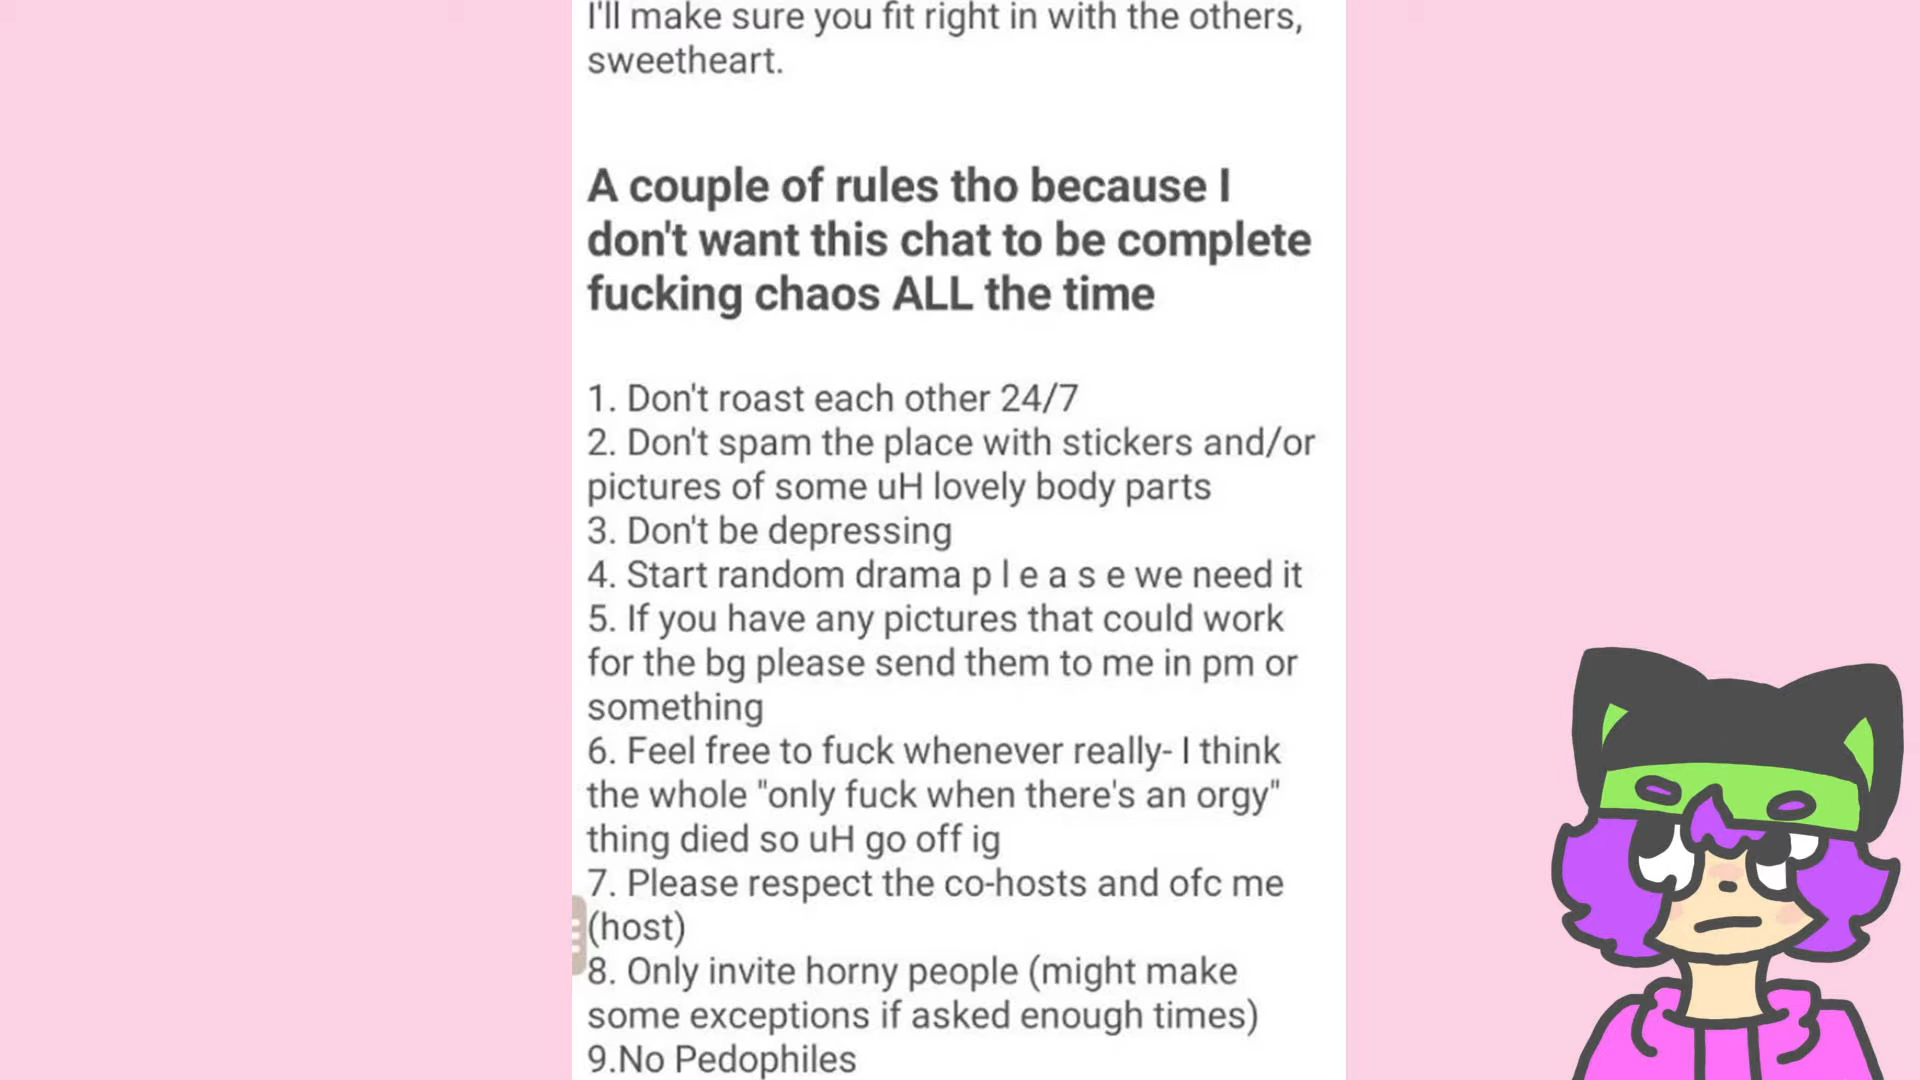 I'll make sure you fit right in with the others,
sweetheart.
A couple of rules tho because I
don't want this chat to be complete
fucking chaos ALL the time
1. Don't roast each other 24/7
2. Don't spam the place with stickers and/or
pictures of some uH lovely body parts
3. Don't be depressing
4. Start random drama p l e a s e we need it
5. If you have any pictures that could work
for the bg please send them to me in pm or
something
6. Feel free to fuck whenever really- I think
the whole "only fuck when there's an orgy"
thing died so uH go off ig
7. Please respect the co-hosts and ofc me
(host)
8. Only invite horny people (might make
some exceptions if asked enough times)
9.No Pedophiles